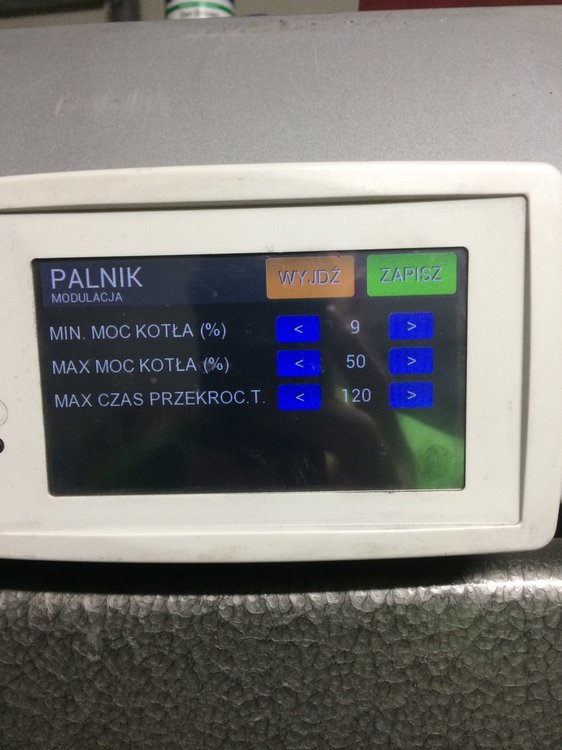 PALNIK
MODULACJA
WYJDŹ
ZAPISZ
MIN. MOC KOTŁA (%) < 9 >
MAX MOC KOTŁA (%) < 50 >
MAX CZAS PRZEKROC.T. < 120 >